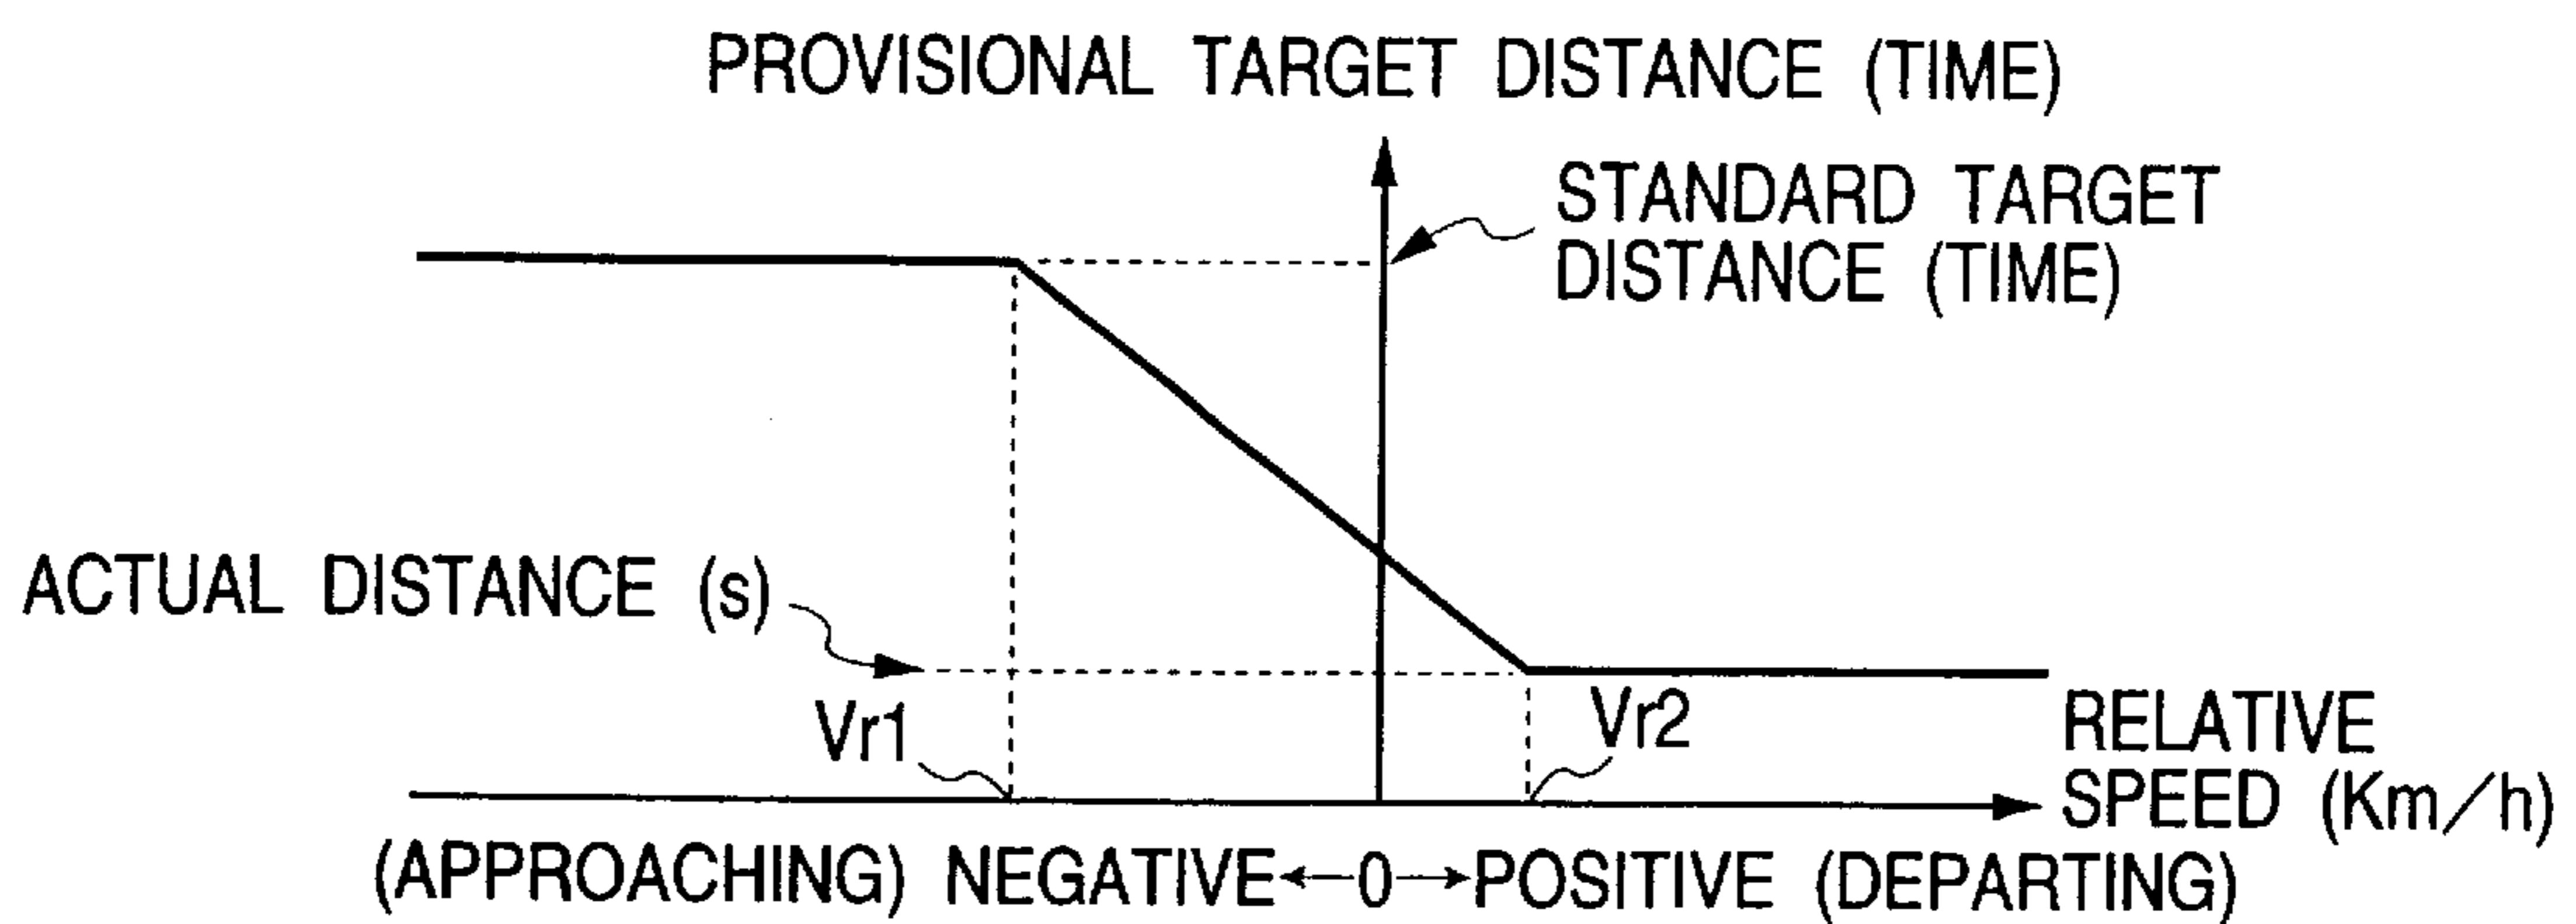 PROVISIONAL TARGET DISTANCE (TIME)
STANDARD TARGET
DISTANCE (TIME)
ACTUAL DISTANCE (s)
Vr1
Vr2
RELATIVE
SPEED (Km/h)
(APPROACHING) NEGATIVE←0→POSITIVE (DEPARTING)